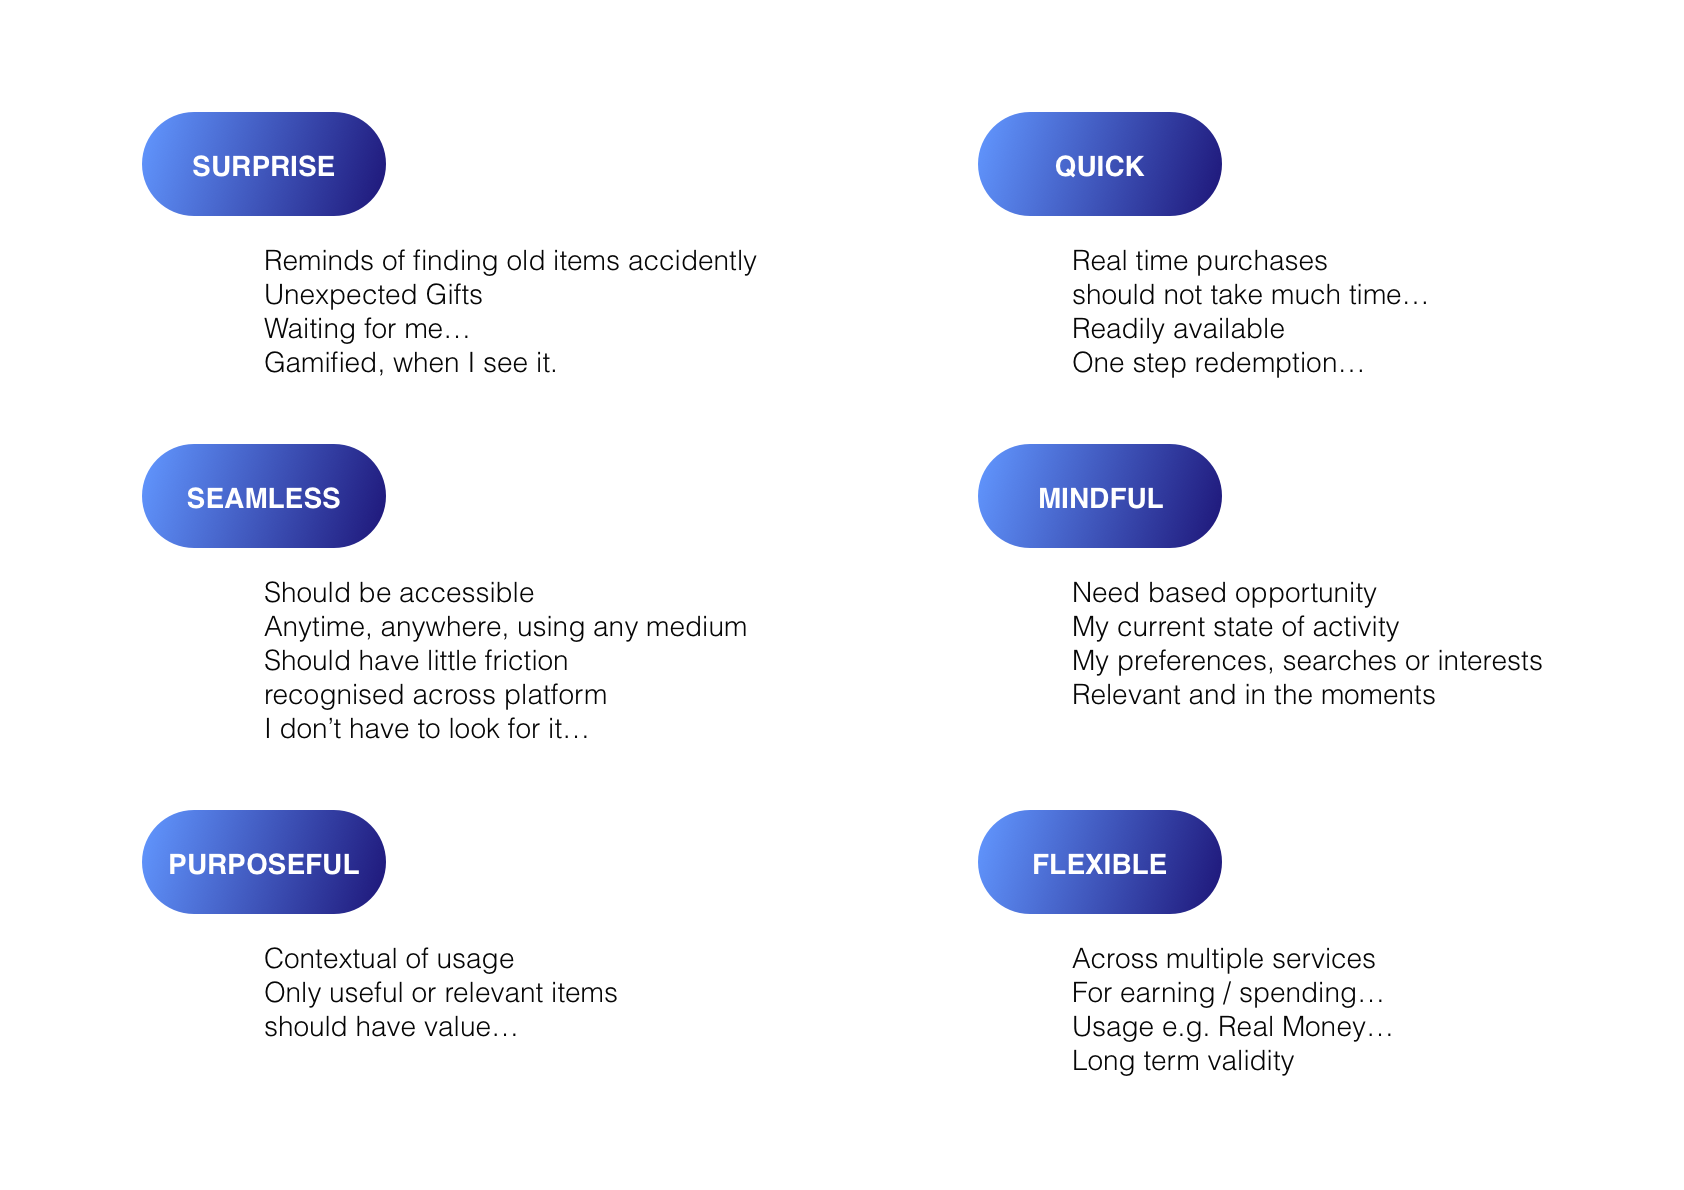 SURPRISE
Reminds of finding old items accidently
Unexpected Gifts
Waiting for me…
Gamified, when I see it.
QUICK
Real time purchases
should not take much time…
Readily available
One step redemption…
SEAMLESS
Should be accessible
Anytime, anywhere, using any medium
Should have little friction
recognised across platform
I don’t have to look for it…
MINDFUL
Need based opportunity
My current state of activity
My preferences, searches or interests
Relevant and in the moments
PURPOSEFUL
Contextual of usage
Only useful or relevant items
should have value…
FLEXIBLE
Across multiple services
For earning / spending…
Usage e.g. Real Money…
Long term validity